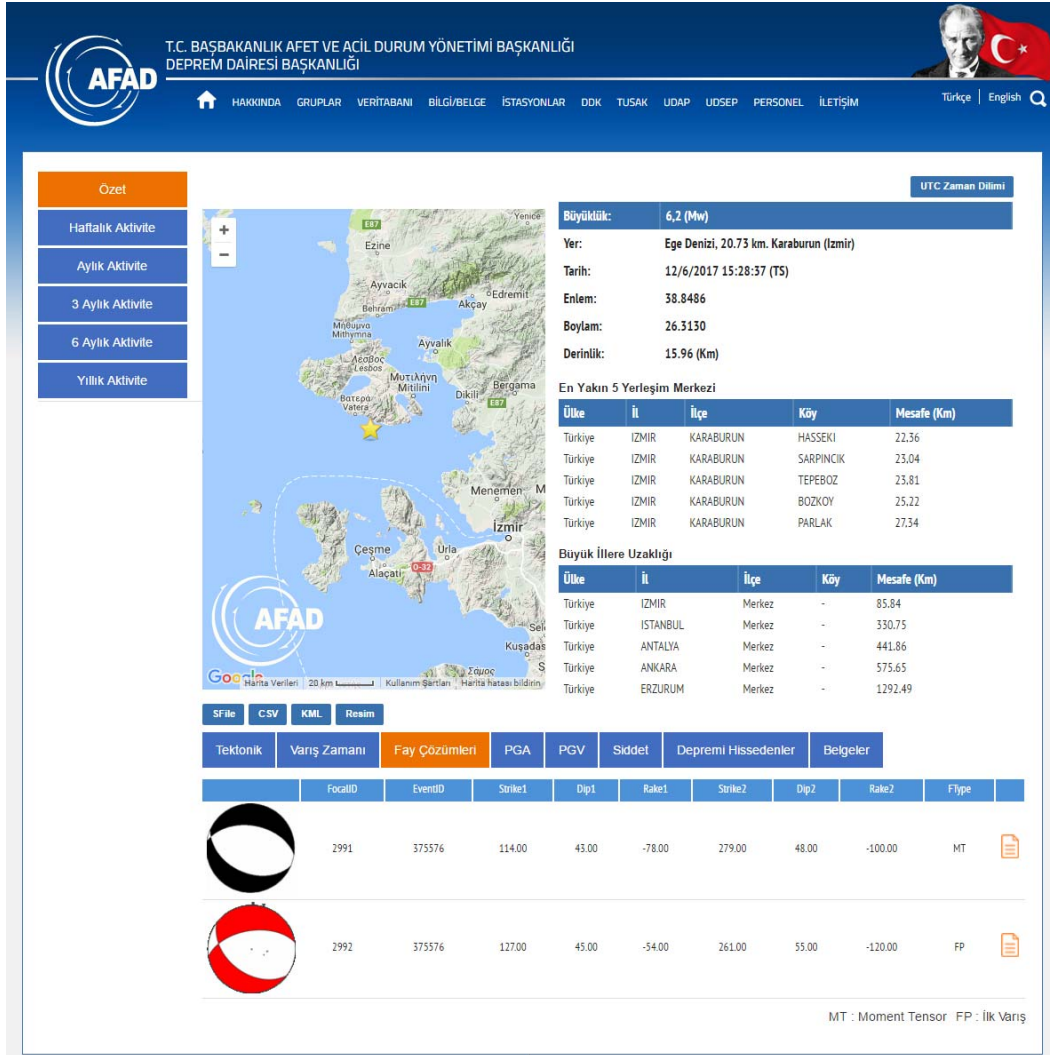 T.C. BAŞBAKANLIK AFET VE ACİL DURUM YÖNETİMİ BAŞKANLIĞI
DEPREM DAİRESİ BAŞKANLIĞI
AFAD
HAKKINDA GRUPLAR VERİTABANI BİLGİ/BELGE İSTASYONLAR DDK TUSAK UDAP UDSEP PERSONEL İLETİŞİM
Türkçe | English
Özet
Haftalık Aktivite
Aylık Aktivite
3 Aylık Aktivite
6 Aylık Aktivite
Yıllık Aktivite
UTC Zaman Dilimi
+
−
Yenice
E87
Ezine
Ayvacık
Edremit
Behram
E87
Akçay
Μήθυμνα
Mithymna
Ayvalık
Λέσβος
Lesbos
Μυτιλήνη
Mitilini
Bergama
Dikili
E87
Βατερά
Vatera
Menemen M
İzmir
Çeşme
Urla
Alaçatı
O-32
AFAD
Sel
Kuşadas
Σάμος
S
Google
Harita Verileri 20 km Kullanım Şartları Harita hatası bildirin
Büyüklük: 6,2 (Mw)
Yer: Ege Denizi, 20.73 km. Karaburun (Izmir)
Tarih: 12/6/2017 15:28:37 (TS)
Enlem: 38.8486
Boylam: 26.3130
Derinlik: 15.96 (Km)
En Yakın 5 Yerleşim Merkezi
Ülke İl İlçe Köy Mesafe (Km)
Türkiye IZMIR KARABURUN HASSEKI 22,36
Türkiye IZMIR KARABURUN SARPINCIK 23,04
Türkiye IZMIR KARABURUN TEPEBOZ 23,81
Türkiye IZMIR KARABURUN BOZKOY 25,22
Türkiye IZMIR KARABURUN PARLAK 27,34
Büyük İllere Uzaklığı
Ülke İl İlçe Köy Mesafe (Km)
Türkiye IZMIR Merkez - 85.84
Türkiye ISTANBUL Merkez - 330.75
Türkiye ANTALYA Merkez - 441.86
Türkiye ANKARA Merkez - 575.65
Türkiye ERZURUM Merkez - 1292.49
SFile CSV KML Resim
Tektonik Varış Zamanı Fay Çözümleri PGA PGV Siddet Depremi Hissedenler Belgeler
FocalID EventID Strike1 Dip1 Rake1 Strike2 Dip2 Rake2 FType
2991 375576 114.00 43.00 -78.00 279.00 48.00 -100.00 MT
2992 375576 127.00 45.00 -54.00 261.00 55.00 -120.00 FP
MT : Moment Tensor FP : İlk Varış